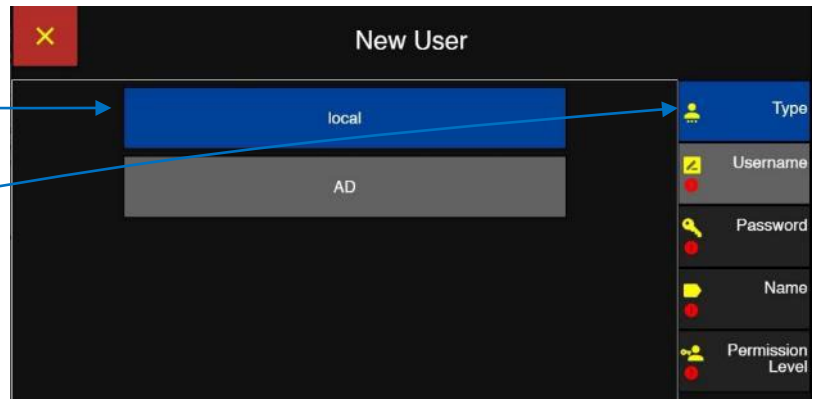 New User
local
AD
Type
Username
Password
Name
Permission
Level